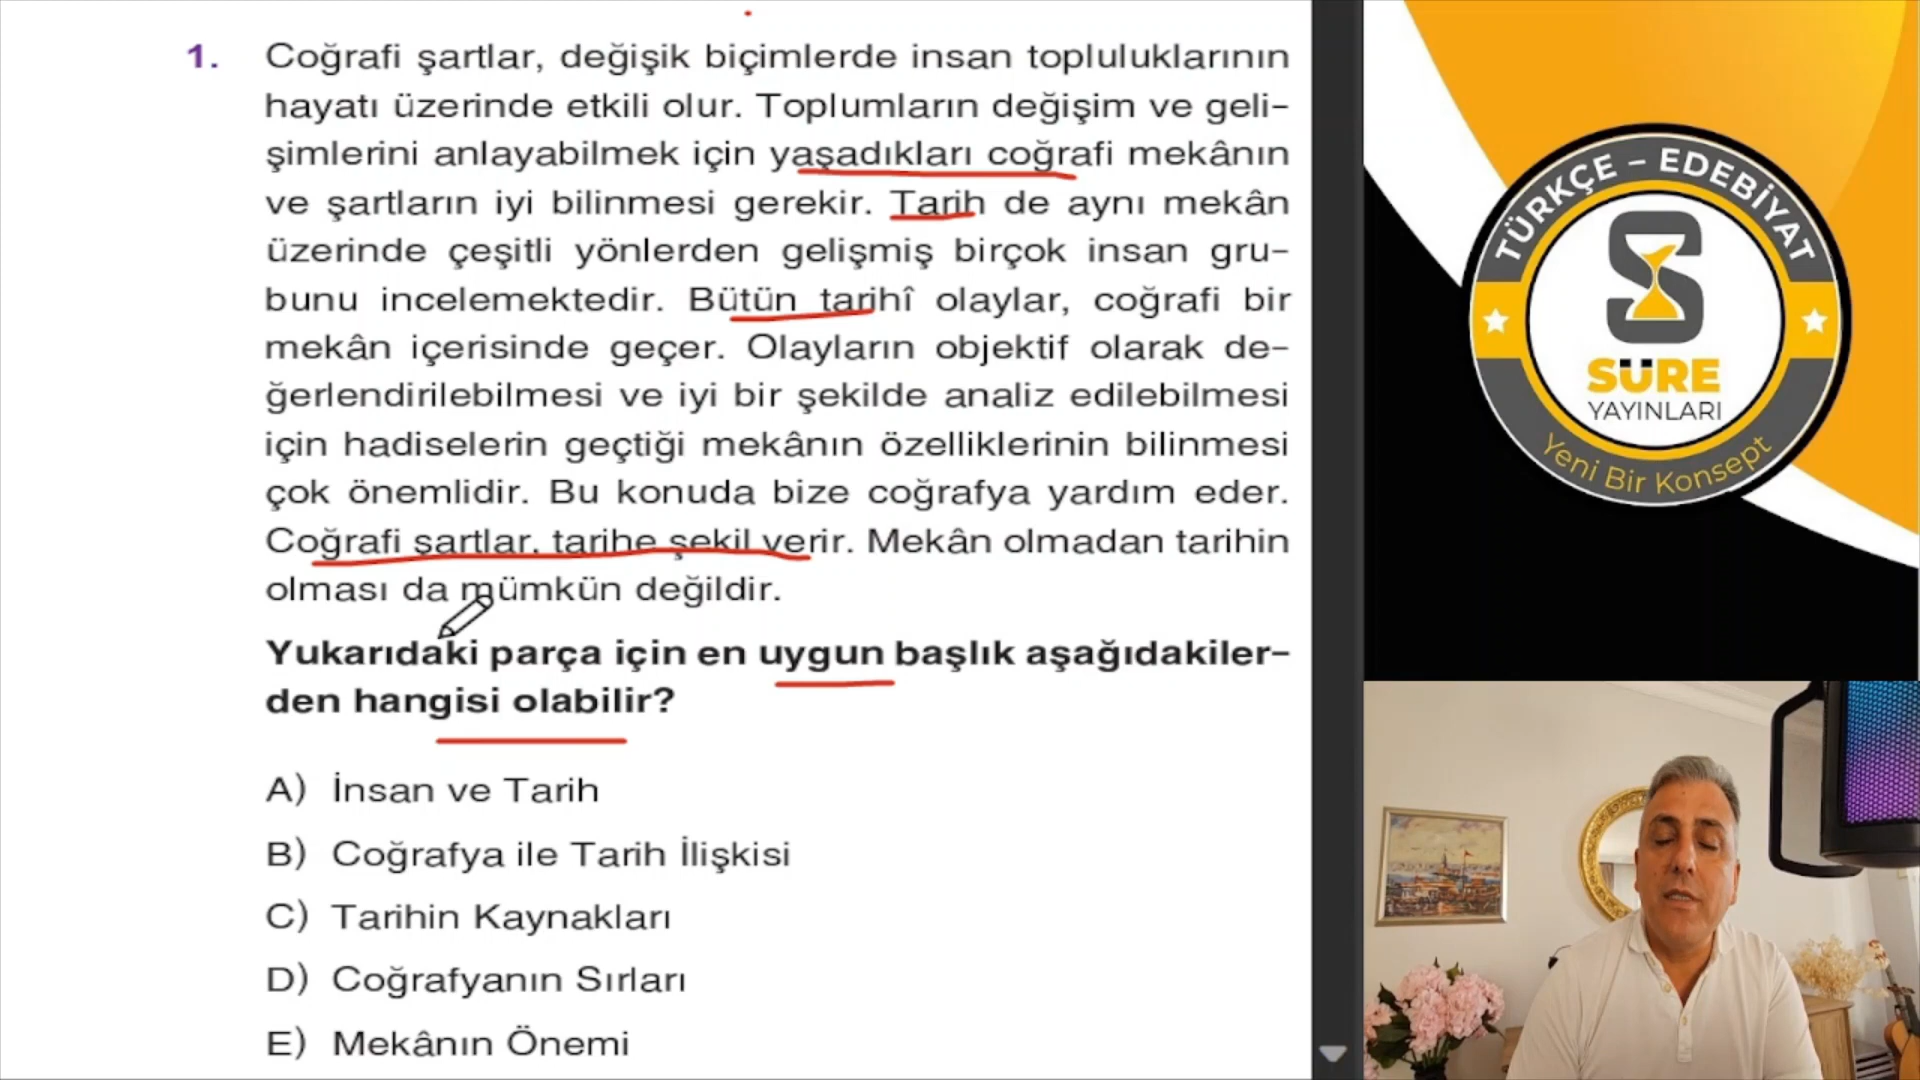 1. Coğrafi şartlar, değişik biçimlerde insan topluluklarının
hayatı üzerinde etkili olur. Toplumların değişim ve geli-
şimlerini anlayabilmek için yaşadıkları coğrafi mekânın
ve şartların iyi bilinmesi gerekir. Tarih de aynı mekân
üzerinde çeşitli yönlerden gelişmiş birçok insan gru-
bunu incelemektedir. Bütün tarihî olaylar, coğrafi bir
mekân içerisinde geçer. Olayların objektif olarak de-
ğerlendirilebilmesi ve iyi bir şekilde analiz edilebilmesi
için hadiselerin geçtiği mekânın özelliklerinin bilinmesi
çok önemlidir. Bu konuda bize coğrafya yardım eder.
Coğrafi şartlar, tarihe şekil verir. Mekân olmadan tarihin
olması da mümkün değildir.
Yukarıdaki parça için en uygun başlık aşağıdakiler-
den hangisi olabilir?
A) İnsan ve Tarih
B) Coğrafya ile Tarih İlişkisi
C) Tarihin Kaynakları
D) Coğrafyanın Sırları
E) Mekânın Önemi
TÜRKÇE – EDEBİYAT
SÜRE
YAYINLARI
Yeni Bir Konsept